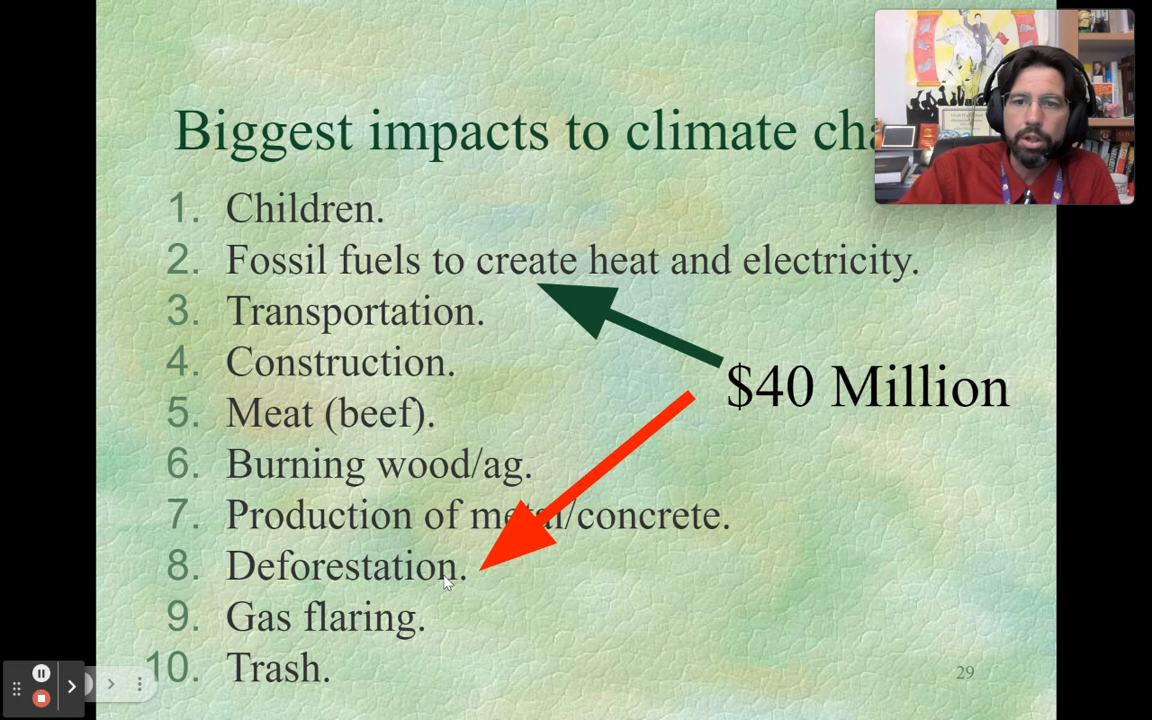 Biggest impacts to climate cha
1. Children.
2. Fossil fuels to create heat and electricity.
3. Transportation.
4. Construction.
$40 Million
5. Meat (beef).
6. Burning wood/ag.
7. Production of metal/concrete.
8. Deforestation.
9. Gas flaring.
10. Trash.
29